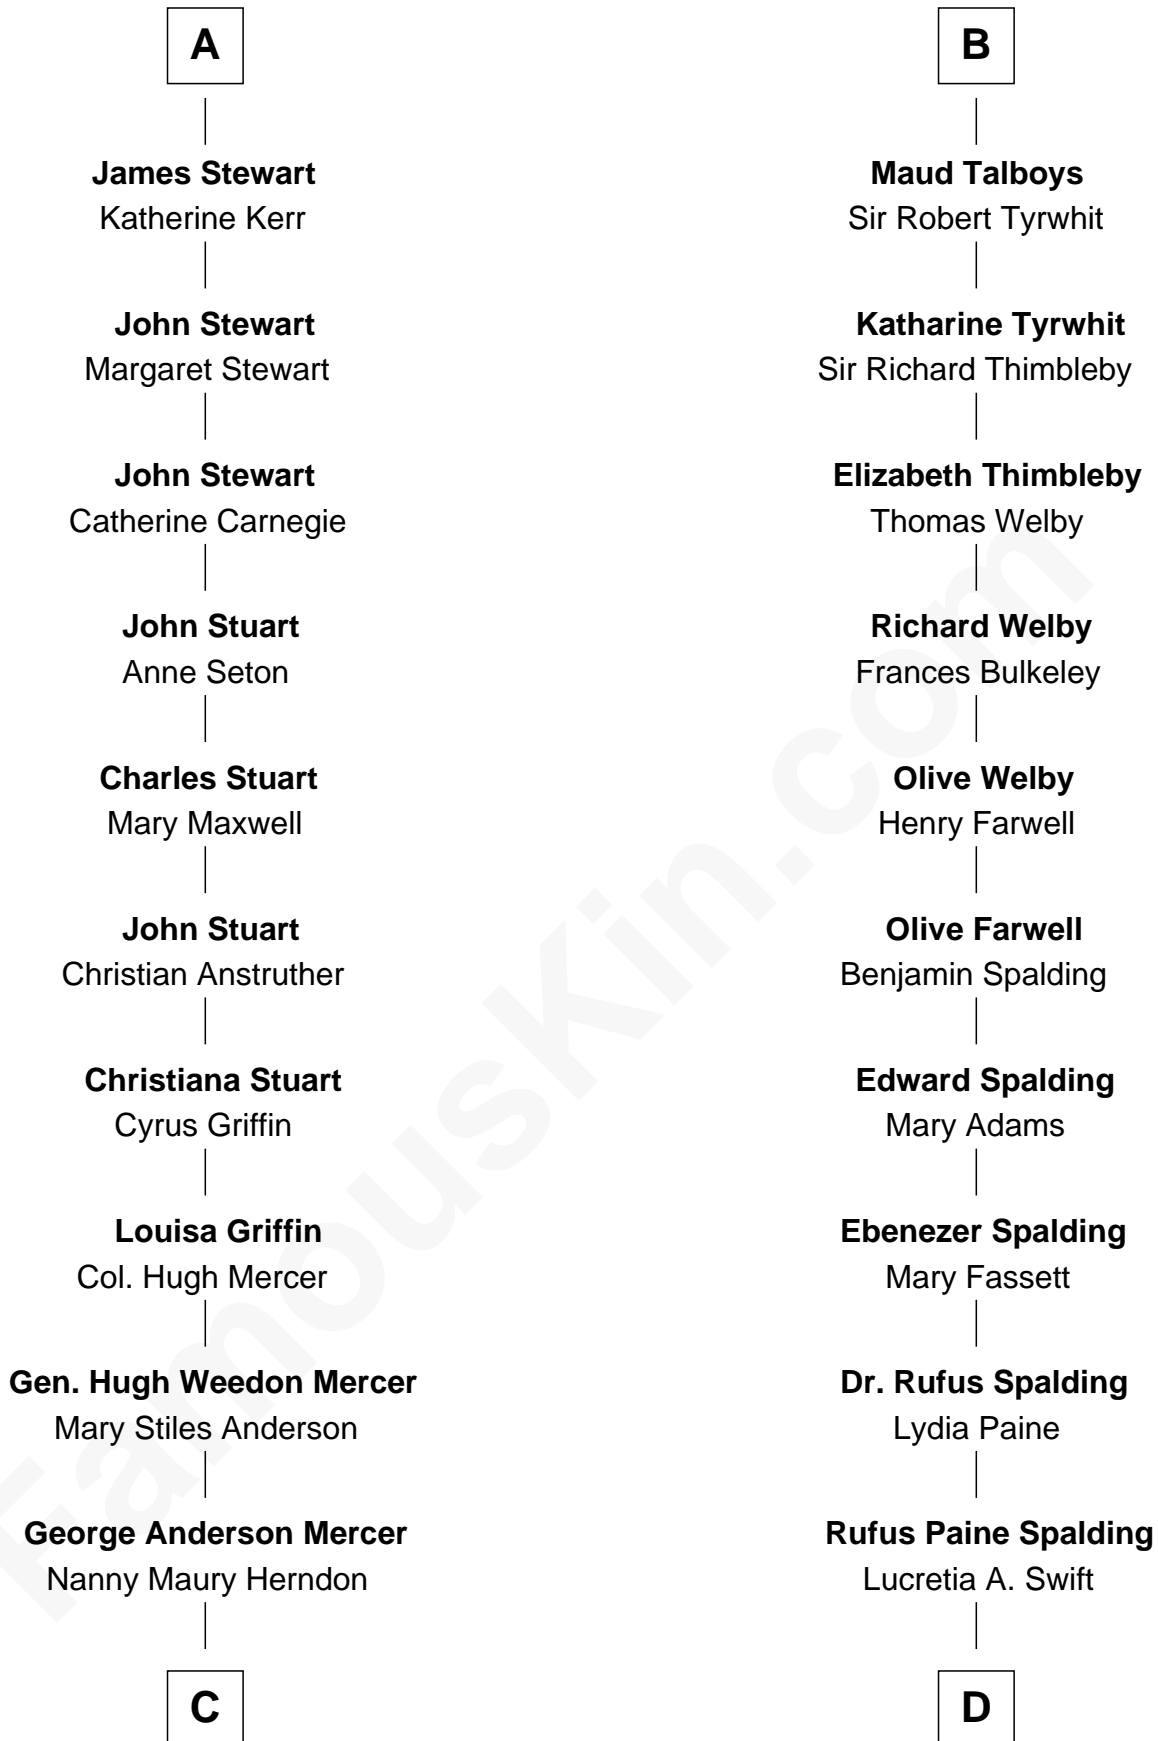 A
James Stewart
Katherine Kerr
John Stewart
Margaret Stewart
John Stewart
Catherine Carnegie
John Stuart
Anne Seton
Charles Stuart
Mary Maxwell
John Stuart
Christian Anstruther
Christiana Stuart
Cyrus Griffin
Louisa Griffin
Col. Hugh Mercer
Gen. Hugh Weedon Mercer
Mary Stiles Anderson
George Anderson Mercer
Nanny Maury Herndon
C
B
Maud Talboys
Sir Robert Tyrwhit
Katharine Tyrwhit
Sir Richard Thimbleby
Elizabeth Thimbleby
Thomas Welby
Richard Welby
Frances Bulkeley
Olive Welby
Henry Farwell
Olive Farwell
Benjamin Spalding
Edward Spalding
Mary Adams
Ebenezer Spalding
Mary Fassett
Dr. Rufus Spalding
Lydia Paine
Rufus Paine Spalding
Lucretia A. Swift
D
FamousKin.com